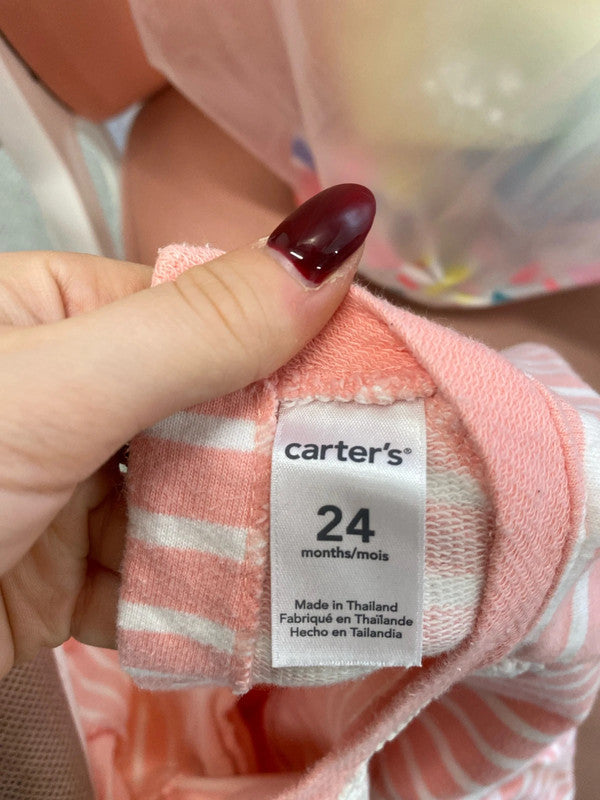 carter's®
24
months/mois
Made in Thailand
Fabriqué en Thaïlande
Hecho en Tailandia